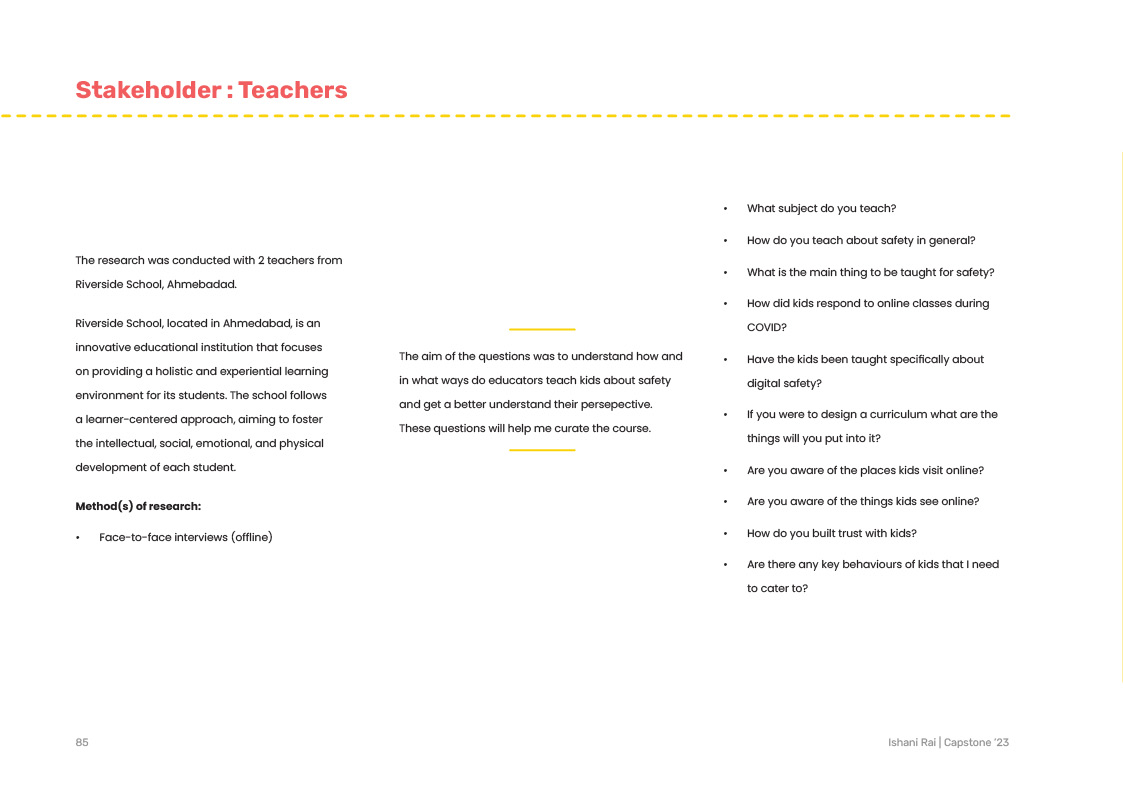 Stakeholder : Teachers
The research was conducted with 2 teachers from
Riverside School, Ahmebadad.
Riverside School, located in Ahmedabad, is an
innovative educational institution that focuses
on providing a holistic and experiential learning
environment for its students. The school follows
a learner-centered approach, aiming to foster
the intellectual, social, emotional, and physical
development of each student.
Method(s) of research:
• Face-to-face interviews (offline)
The aim of the questions was to understand how and
in what ways do educators teach kids about safety
and get a better understand their persepective.
These questions will help me curate the course.
• What subject do you teach?
• How do you teach about safety in general?
• What is the main thing to be taught for safety?
• How did kids respond to online classes during
COVID?
• Have the kids been taught specifically about
digital safety?
• If you were to design a curriculum what are the
things will you put into it?
• Are you aware of the places kids visit online?
• Are you aware of the things kids see online?
• How do you built trust with kids?
• Are there any key behaviours of kids that I need
to cater to?
85
Ishani Rai | Capstone '23